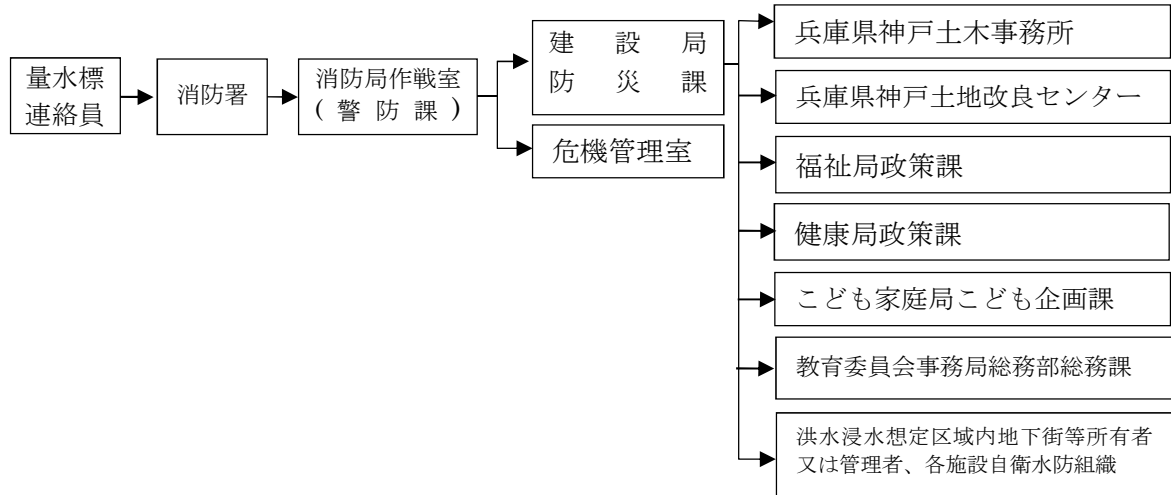 量水標
連絡員
消防署
消防局作戦室
(警防課)
建設局
防災課
危機管理室
兵庫県神戸土木事務所
兵庫県神戸土地改良センター
福祉局政策課
健康局政策課
こども家庭局こども企画課
教育委員会事務局総務部総務課
洪水浸水想定区域内地下街等所有者
又は管理者、各施設自衛水防組織